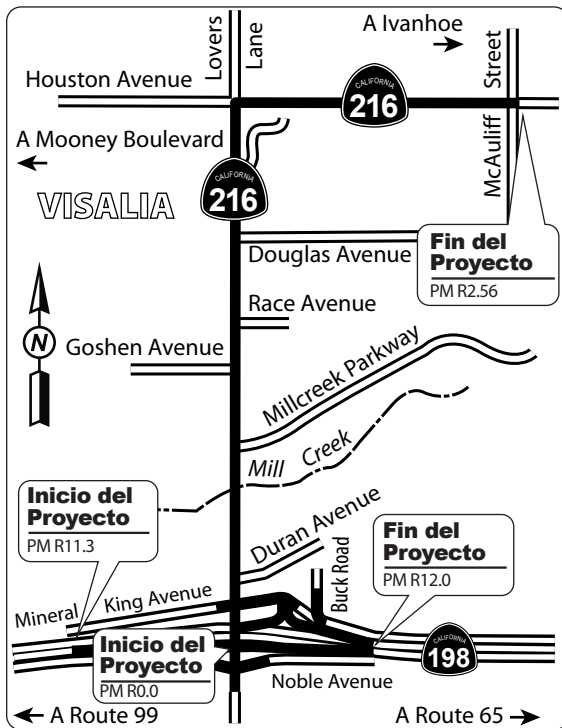 A Ivanhoe
Lovers
Lane
Street
Houston Avenue
CALIFORNIA
216
McAuliff
A Mooney Boulevard
CALIFORNIA
216
VISALIA
Douglas Avenue
Fin del
Proyecto
PM R2.56
Race Avenue
N
Goshen Avenue
Millcreek Parkway
Mill Creek
Inicio del
Proyecto
PM R11.3
Duran Avenue
Buck Road
Fin del
Proyecto
PM R12.0
Mineral King Avenue
CALIFORNIA
198
Inicio del
Proyecto
PM R0.0
Noble Avenue
A Route 99
A Route 65